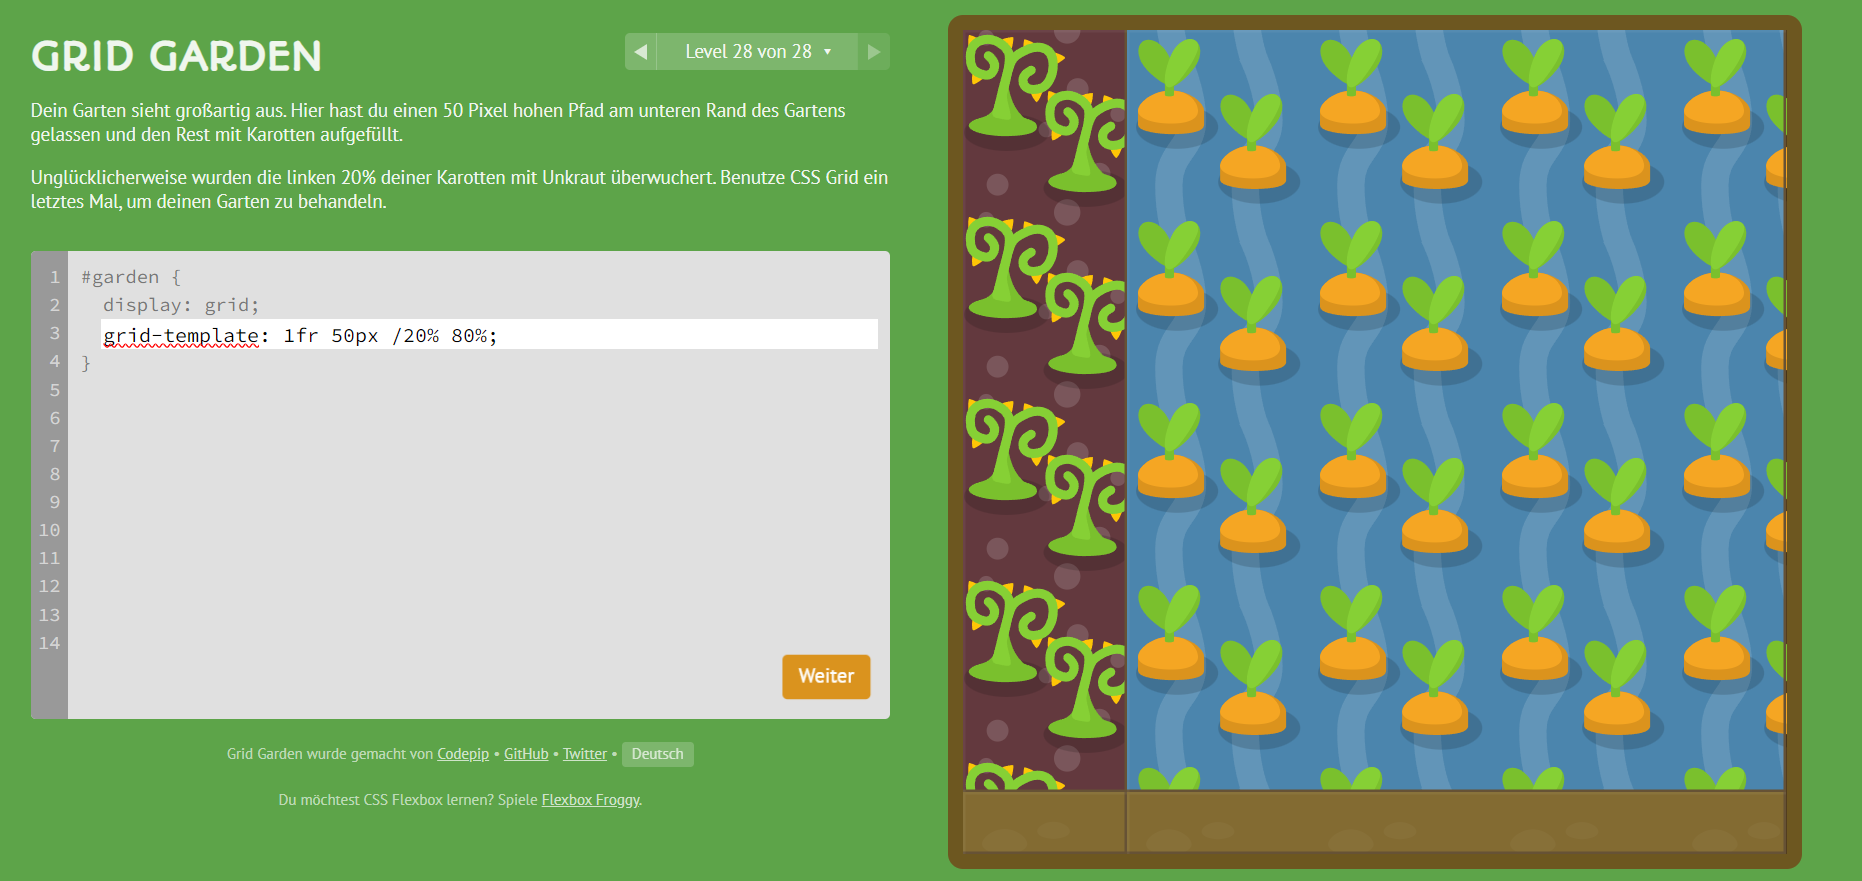 GRID GARDEN
Level 28 von 28
Dein Garten sieht großartig aus. Hier hast du einen 50 Pixel hohen Pfad am unteren Rand des Gartens
gelassen und den Rest mit Karotten aufgefüllt.
Unglücklicherweise wurden die linken 20% deiner Karotten mit Unkraut überwuchert. Benutze CSS Grid ein
letztes Mal, um deinen Garten zu behandeln.
1 #garden {
2 display: grid;
3 grid-template: 1fr 50px /20% 80%;
4 }
5
6
7
8
9
10
11
12
13
14
Weiter
Grid Garden wurde gemacht von Codepip • GitHub • Twitter • Deutsch
Du möchtest CSS Flexbox lernen? Spiele Flexbox Froggy.